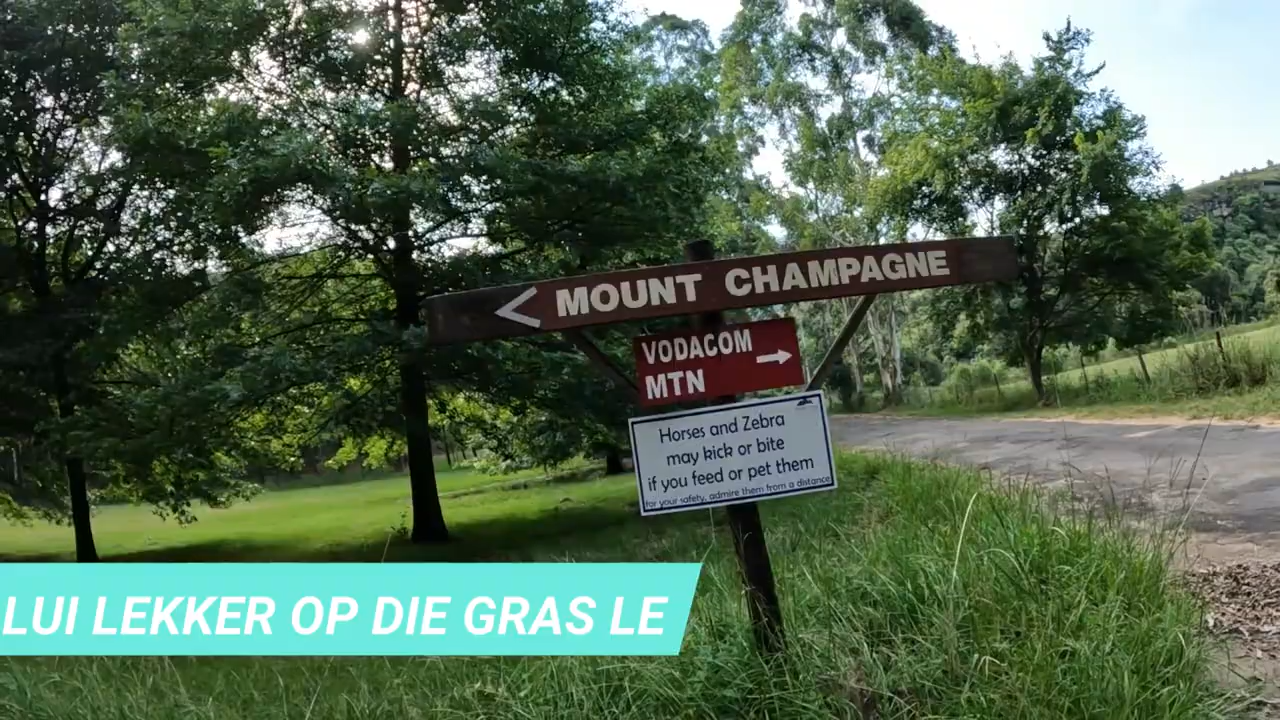 MOUNT CHAMPAGNE
VODACOM
MTN
Horses and Zebra
may kick or bite
if you feed or pet them
for your safety, admire them from a distance
LUI LEKKER OP DIE GRAS LE